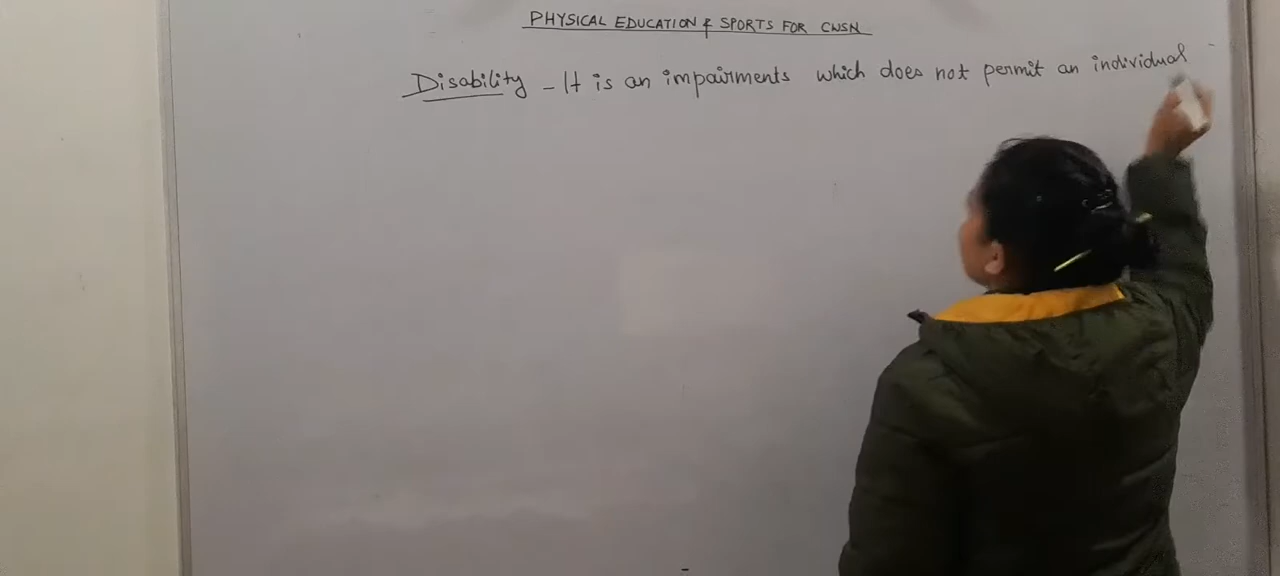 PHYSICAL EDUCATION & SPORTS FOR CWSN
Disability - It is an impairments which does not permit an individual